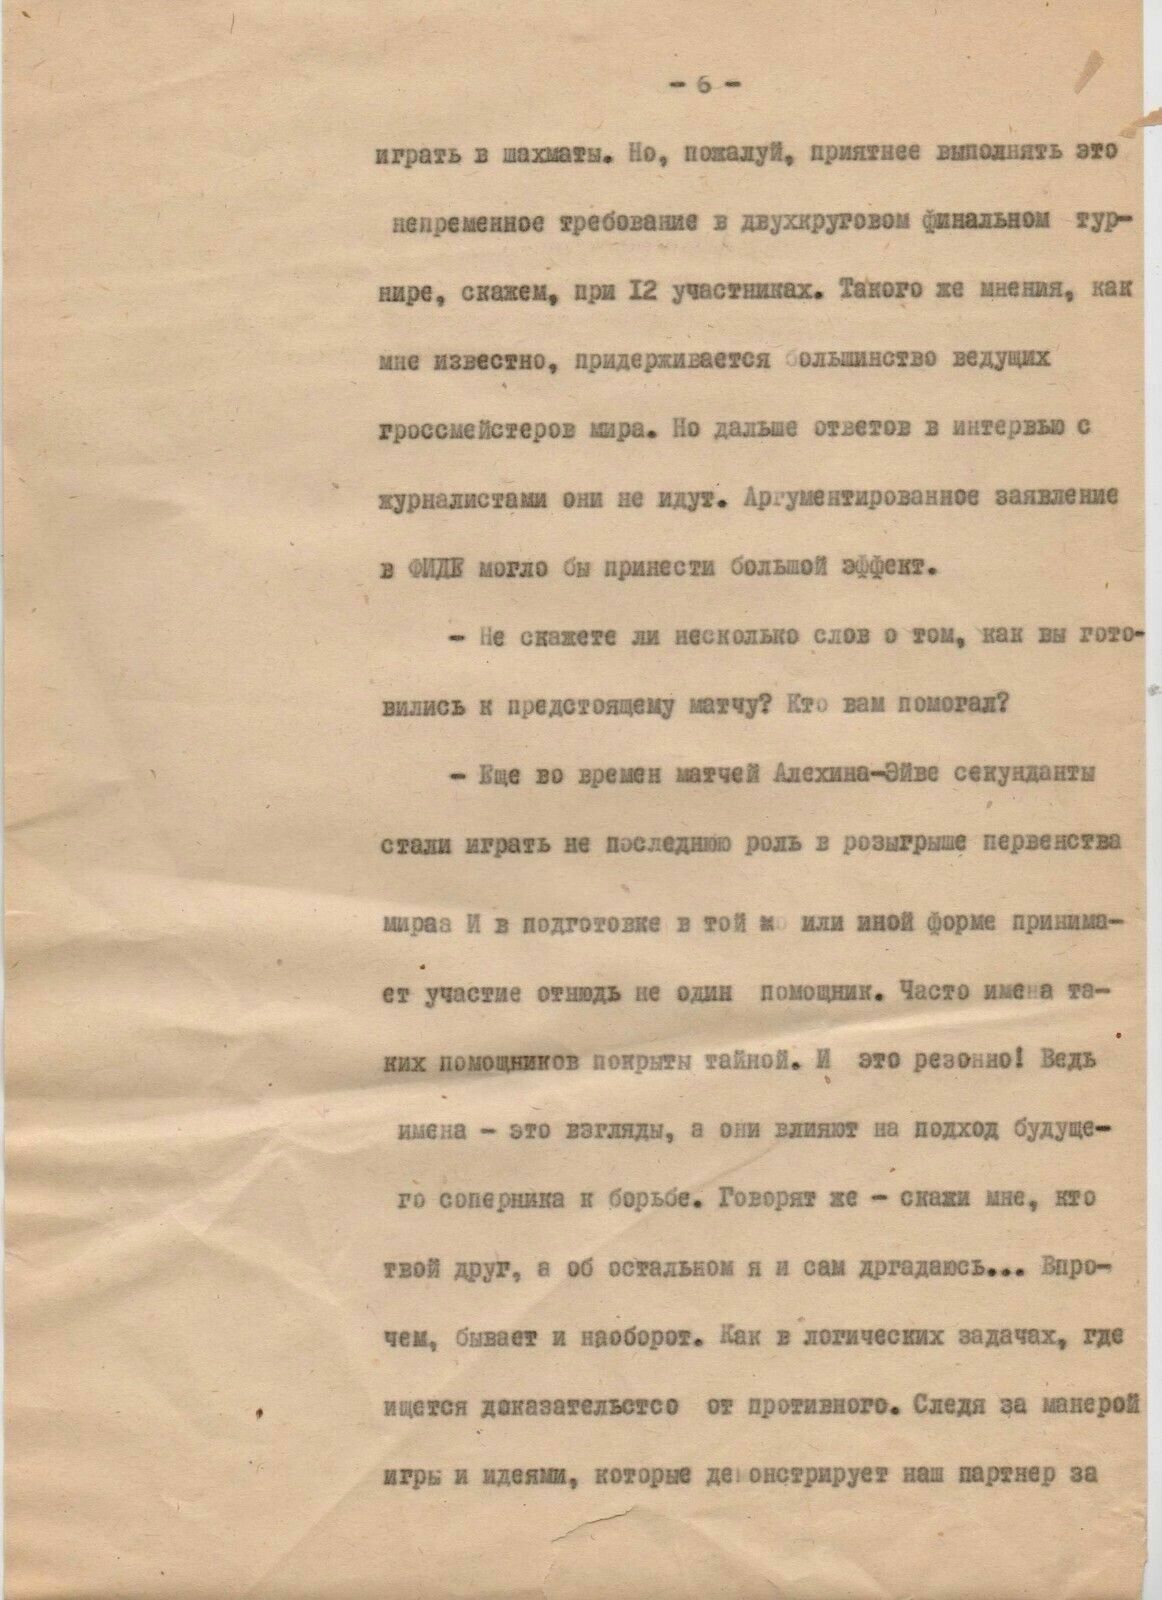 - 6 -
играть в шахматы. Но, пожалуй, приятнее выполнять это
непременное требование в двухкруговом финальном тур-
нире, скажем, при 12 участниках. Такого же мнения, как
мне известно, придерживается большинство ведущих
гроссмейстеров мира. Но дальше ответов в интервью с
журналистами они не идут. Аргументированное заявление
в ФИДЕ могло бы принести большой эффект.
- Не скажете ли несколько слов о том, как вы гото-
вились к предстоящему матчу? Кто вам помогал?
- Еще во времен матчей Алехина-Эйве секунданты
стали играть не последнюю роль в розыгрыше первенства
мираа И в подготовке в той или иной форме принима-
ет участие отнюдь не один помощник. Часто имена та-
ких помощников покрыты тайной. И это резонно! Ведь
имена - это взгляды, а они влияют на подход будуще-
го соперника к борьбе. Говорят же - скажи мне, кто
твой друг, а об остальном я и сам дргадаюсь... Впро-
чем, бывает и наоборот. Как в логических задачах, где
ищется доказательстсо от противного. Следя за манерой
игры и идеями, которые демонстрирует наш партнер за